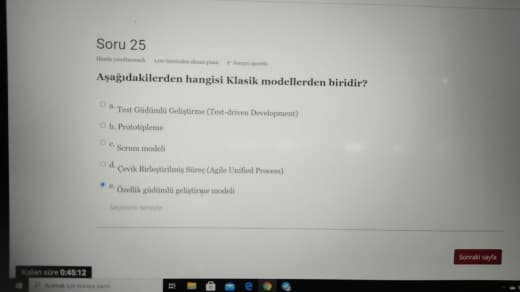 Soru 25
Henüz yanıtlanmadı 1,00 üzerinden alınan puan Soruyu işaretle
Aşağıdakilerden hangisi Klasik modellerden biridir?
a. Test Güdümlü Geliştirme (Test-driven Development)
b. Prototipleme
c. Scrum modeli
d. Çevik Birleştirilmiş Süreç (Agile Unified Process)
e. Özellik güdümlü geliştirme modeli
Seçimimi temizle
Sonraki sayfa
Kalan süre 0:45:12
Aramak için buraya yazın